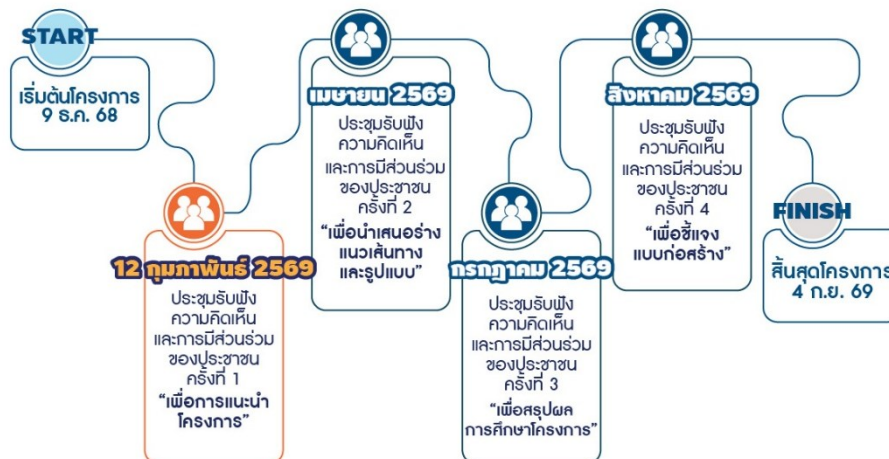 START
เริ่มต้นโครงการ
9 ธ.ค. 68
12 กุมภาพันธ์ 2569
ประชุมรับฟัง
ความคิดเห็น
และการมีส่วนร่วม
ของประชาชน
ครั้งที่ 1
“เพื่อการแนะนำ
โครงการ”
เมษายน 2569
ประชุมรับฟัง
ความคิดเห็น
และการมีส่วนร่วม
ของประชาชน
ครั้งที่ 2
“เพื่อนำเสนอร่าง
แนวเส้นทาง
และรูปแบบ”
กรกฎาคม 2569
ประชุมรับฟัง
ความคิดเห็น
และการมีส่วนร่วม
ของประชาชน
ครั้งที่ 3
“เพื่อสรุปผล
การศึกษาโครงการ”
สิงหาคม 2569
ประชุมรับฟัง
ความคิดเห็น
และการมีส่วนร่วม
ของประชาชน
ครั้งที่ 4
“เพื่อชี้แจง
แบบก่อสร้าง”
FINISH
สิ้นสุดโครงการ
4 ก.ย. 69